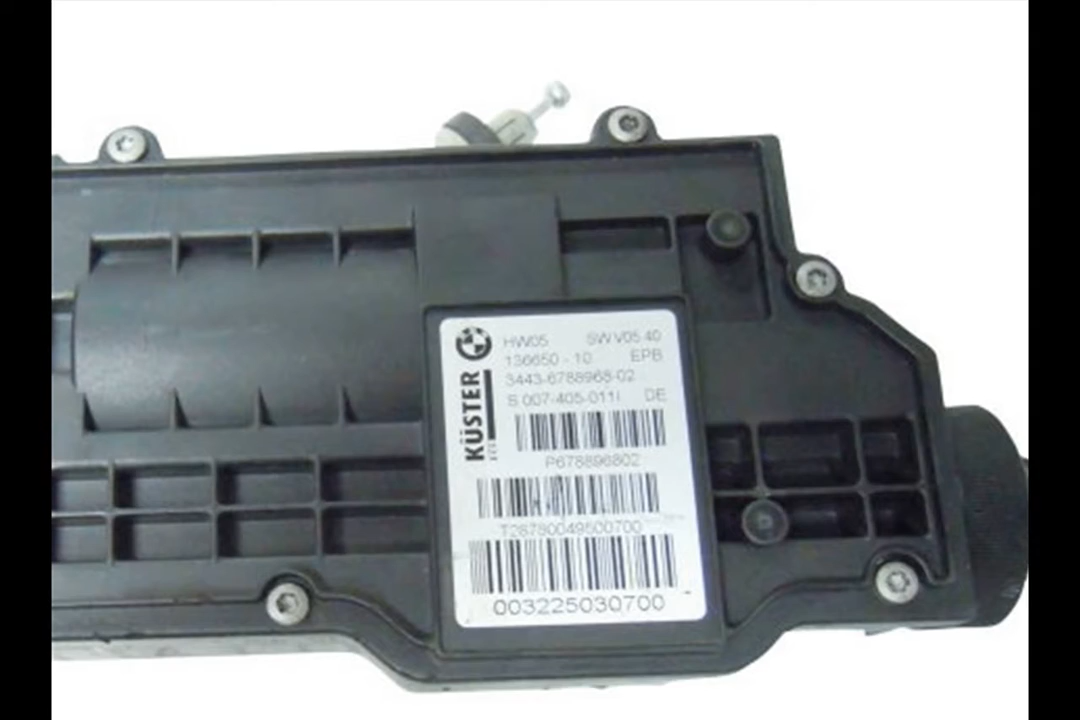 HW05 SW V05.40
136650 - 10 EPB
3443-6788968-02
S 007-405-011I DE
KÜSTER
P678896802
T28780049500700
003225030700